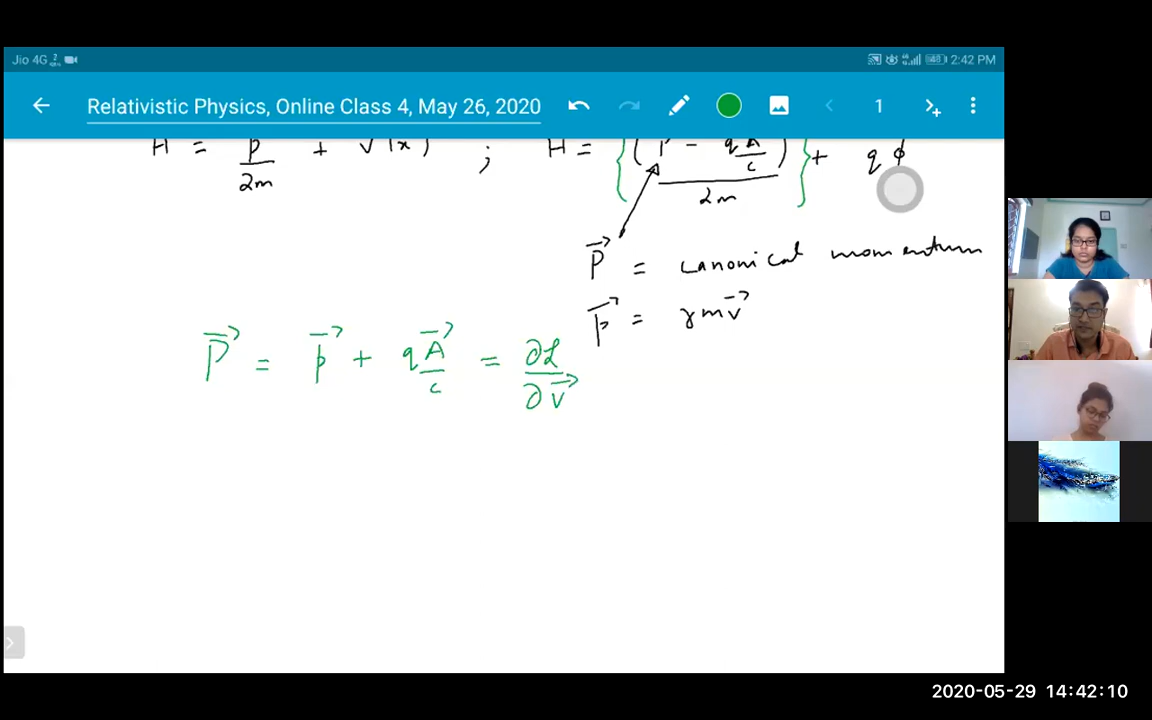 Jio 4G 2:42 PM
Relativistic Physics, Online Class 4, May 26, 2020 1
H = p/2m + V(x) ; H = {(P - qA/c)/2m} + qϕ
P⃗ = canonical momentum
p⃗ = γmv⃗
P⃗ = p⃗ + qA⃗/c = ∂L/∂v⃗
2020-05-29 14:42:10